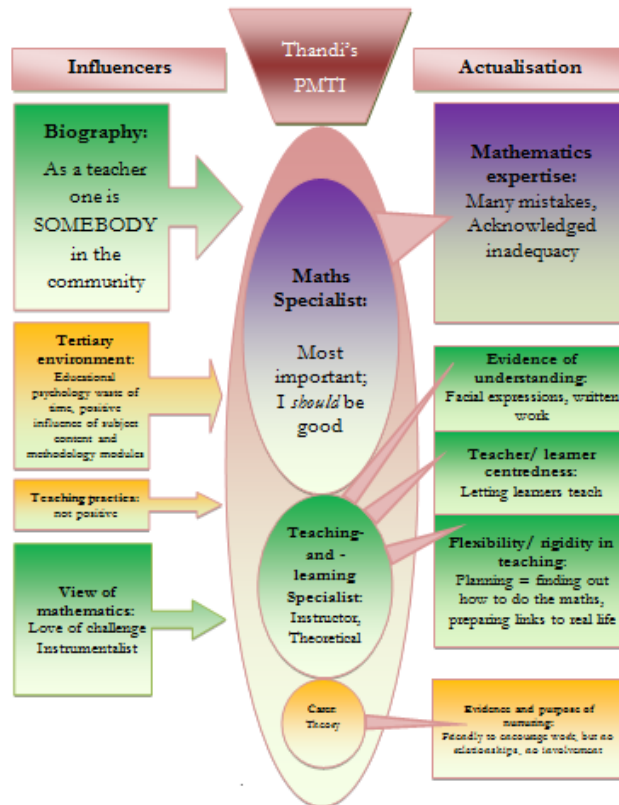 Thandi's
PMTI
Influencers
Actualisation
Biography:
As a teacher
one is
SOMEBODY
in the
community
Tertiary
environment:
Educational
psychology waste of
time, positive
influence of subject
content and
methodology modules
Teaching practice:
not positive
View of
mathematics:
Love of challenge
Instrumentalist
Maths
Specialist:
Most
important;
I should be
good
Teaching-
and -
learning
Specialist:
Instructor,
Theoretical
Carer:
Theory
Mathematics
expertise:
Many mistakes,
Acknowledged
inadequacy
Evidence of
understanding:
Facial expressions, written
work
Teacher/ learner
centredness:
Letting learners teach
Flexibility/ rigidity in
teaching:
Planning = finding out
how to do the maths,
preparing links to real life
Evidence and purpose of
nurturing:
Friendly to encourage work, but no
relationships, no involvement